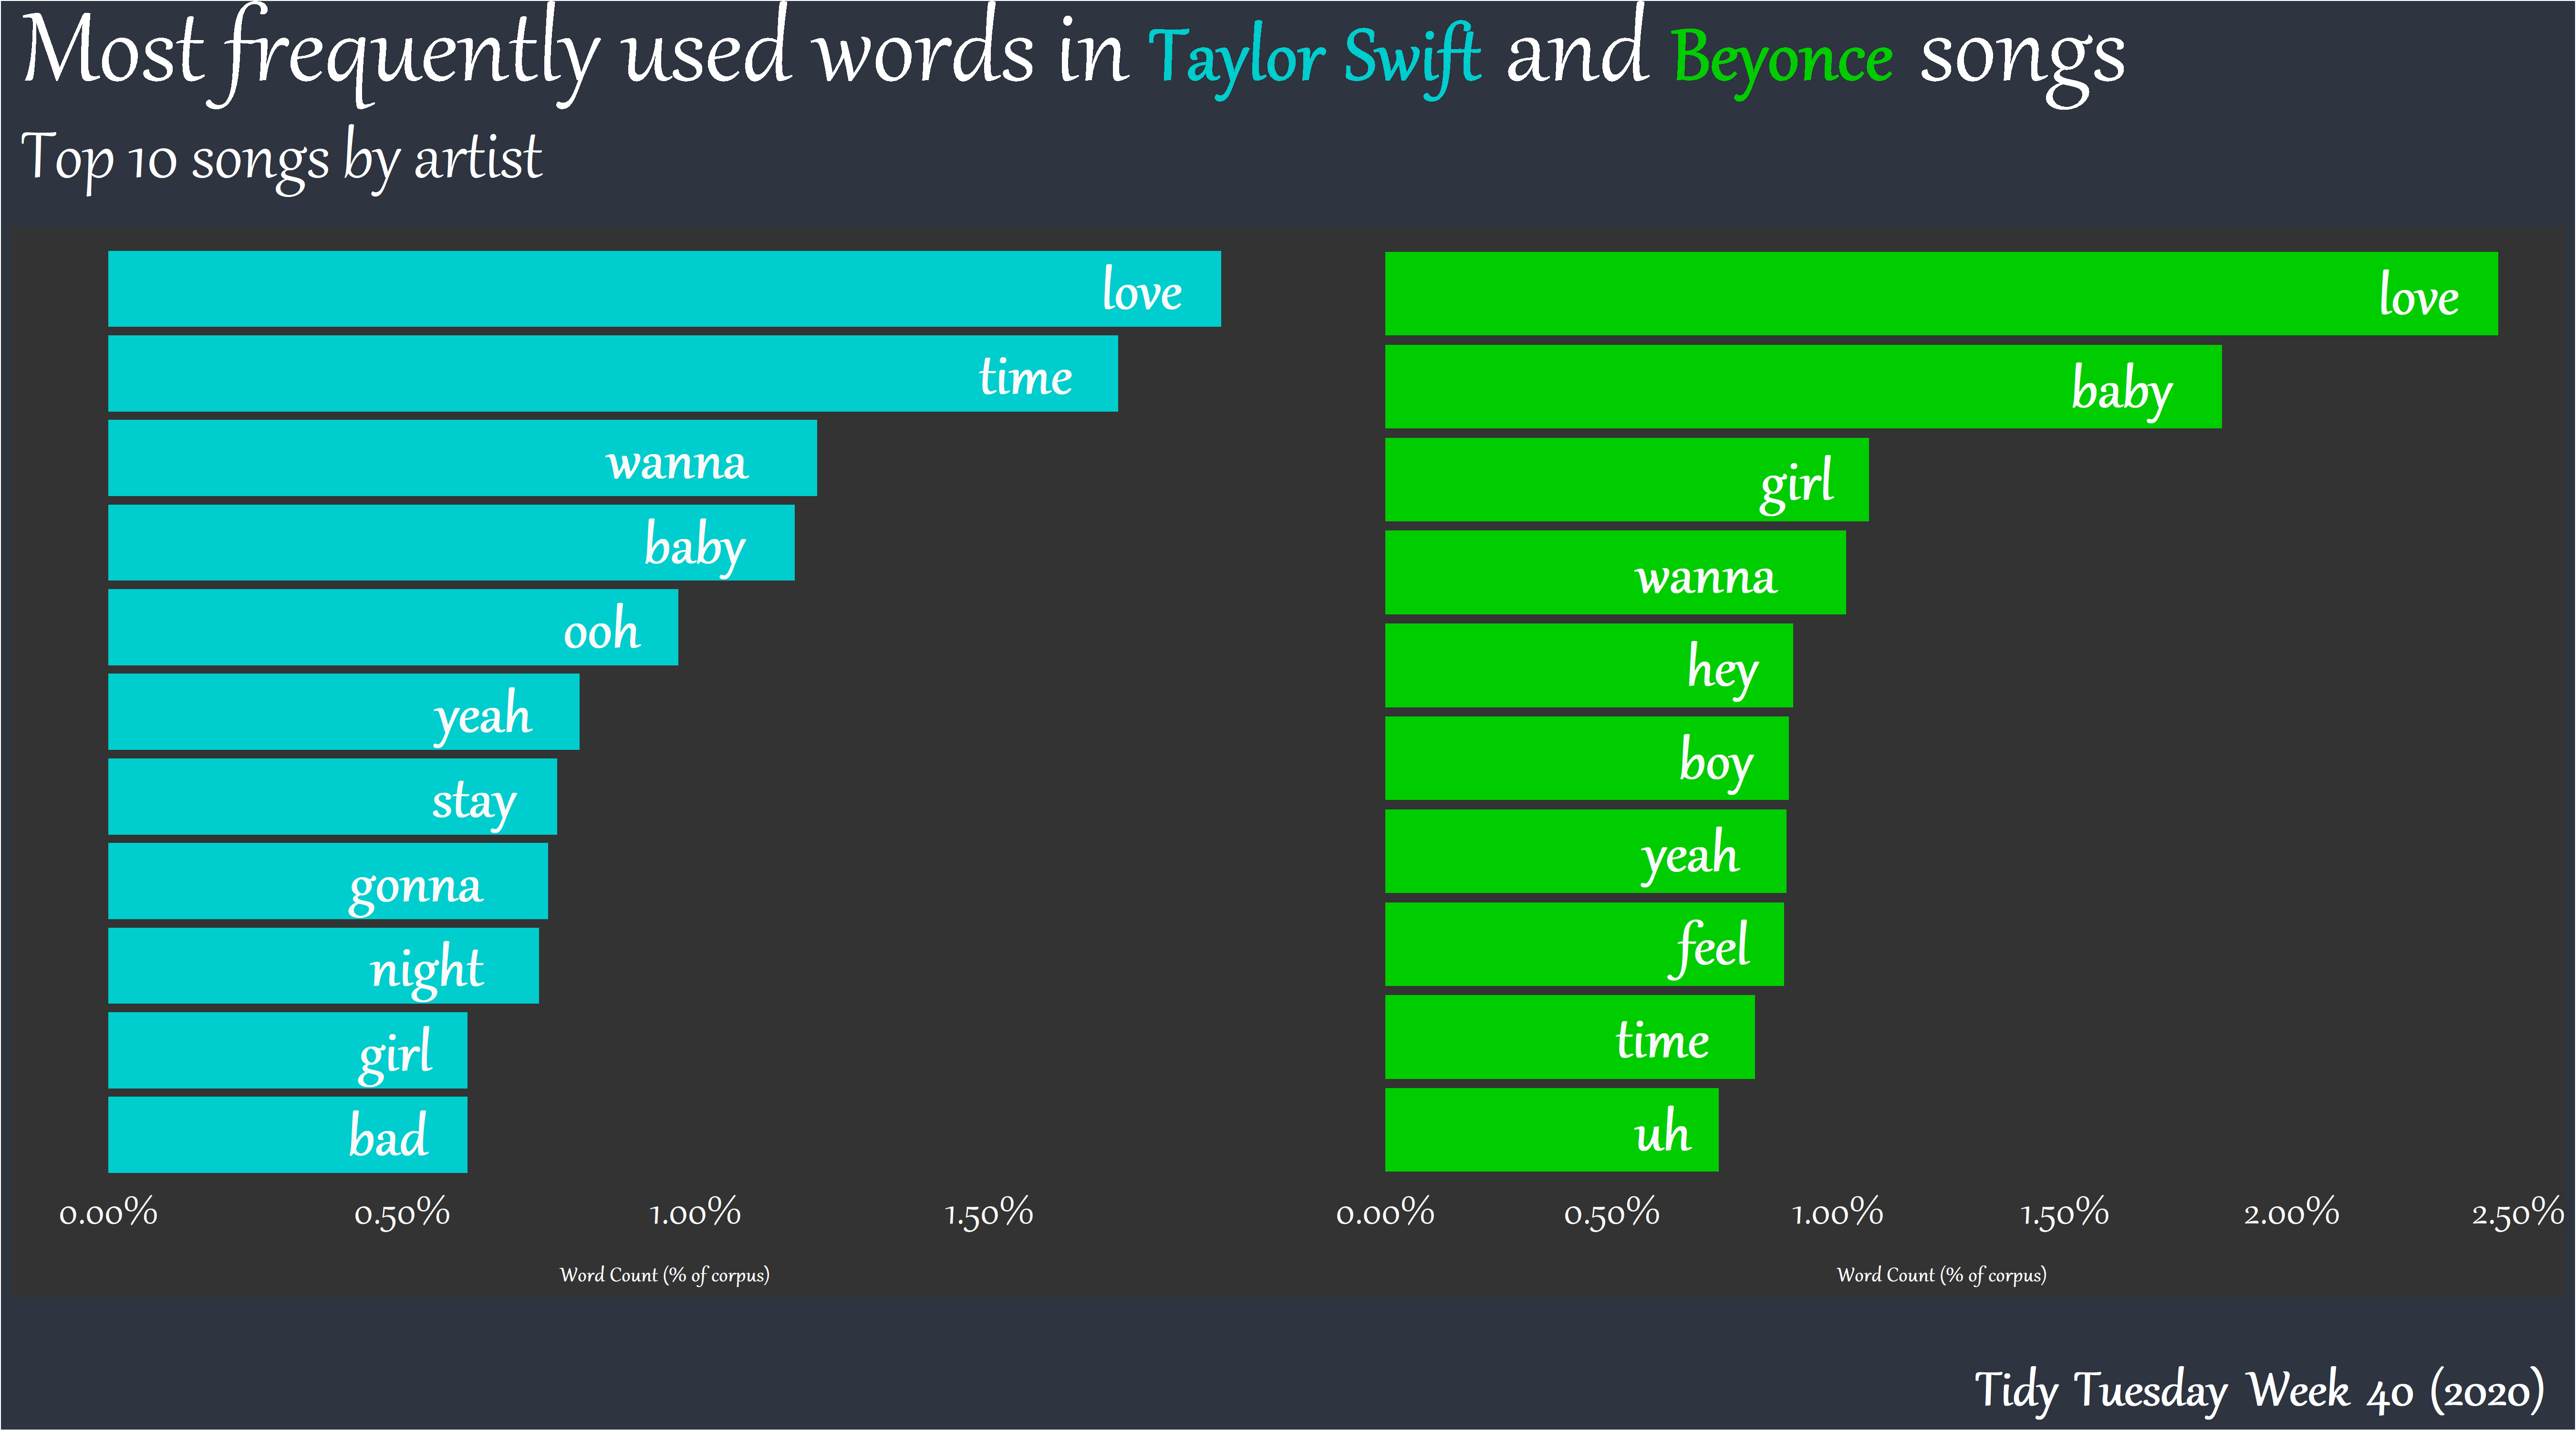 Most frequently used words in Taylor Swift and Beyonce songs
Top 10 songs by artist
love
time
wanna
baby
ooh
yeah
stay
gonna
night
girl
bad
0.00% 0.50% 1.00% 1.50%
Word Count (% of corpus)
love
baby
girl
wanna
hey
boy
yeah
feel
time
uh
0.00% 0.50% 1.00% 1.50% 2.00% 2.50%
Word Count (% of corpus)
Tidy Tuesday Week 40 (2020)